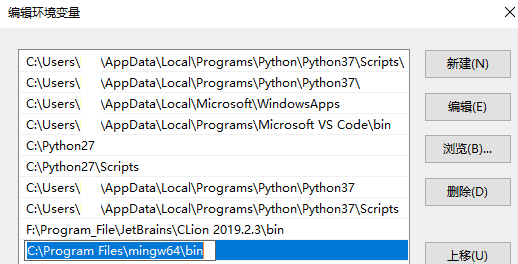 编辑环境变量
C:\Users\ \AppData\Local\Programs\Python\Python37\Scripts\
C:\Users\ \AppData\Local\Programs\Python\Python37\
C:\Users\ \AppData\Local\Microsoft\WindowsApps
C:\Users\ \AppData\Local\Programs\Microsoft VS Code\bin
C:\Python27
C:\Python27\Scripts
C:\Users\ \AppData\Local\Programs\Python\Python37
C:\Users\ \AppData\Local\Programs\Python\Python37\Scripts
F:\Program_File\JetBrains\CLion 2019.2.3\bin
C:\Program Files\mingw64\bin
新建(N)
编辑(E)
浏览(B)...
删除(D)
上移(U)